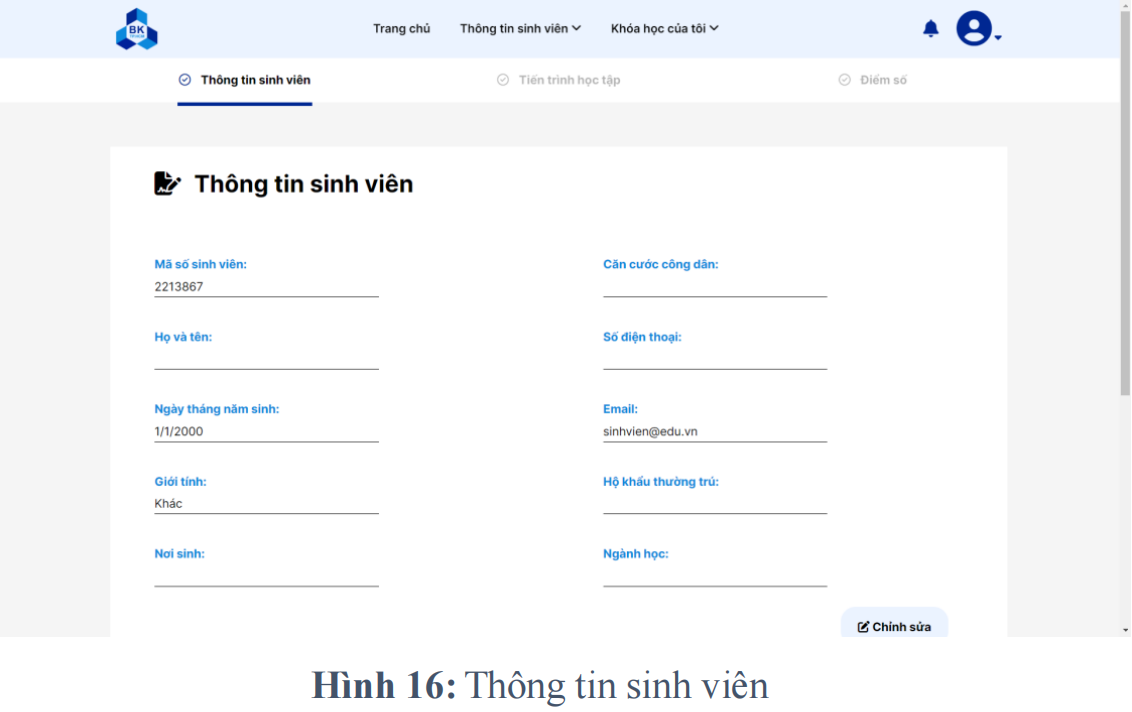 BK
Trang chủ Thông tin sinh viên Khóa học của tôi
Thông tin sinh viên Tiến trình học tập Điểm số
Thông tin sinh viên
Mã số sinh viên: Căn cước công dân:
2213867
Họ và tên: Số điện thoại:
Ngày tháng năm sinh: Email:
1/1/2000 sinhvien@edu.vn
Giới tính: Hộ khẩu thường trú:
Khác
Nơi sinh: Ngành học:
Chỉnh sửa
Hình 16: Thông tin sinh viên